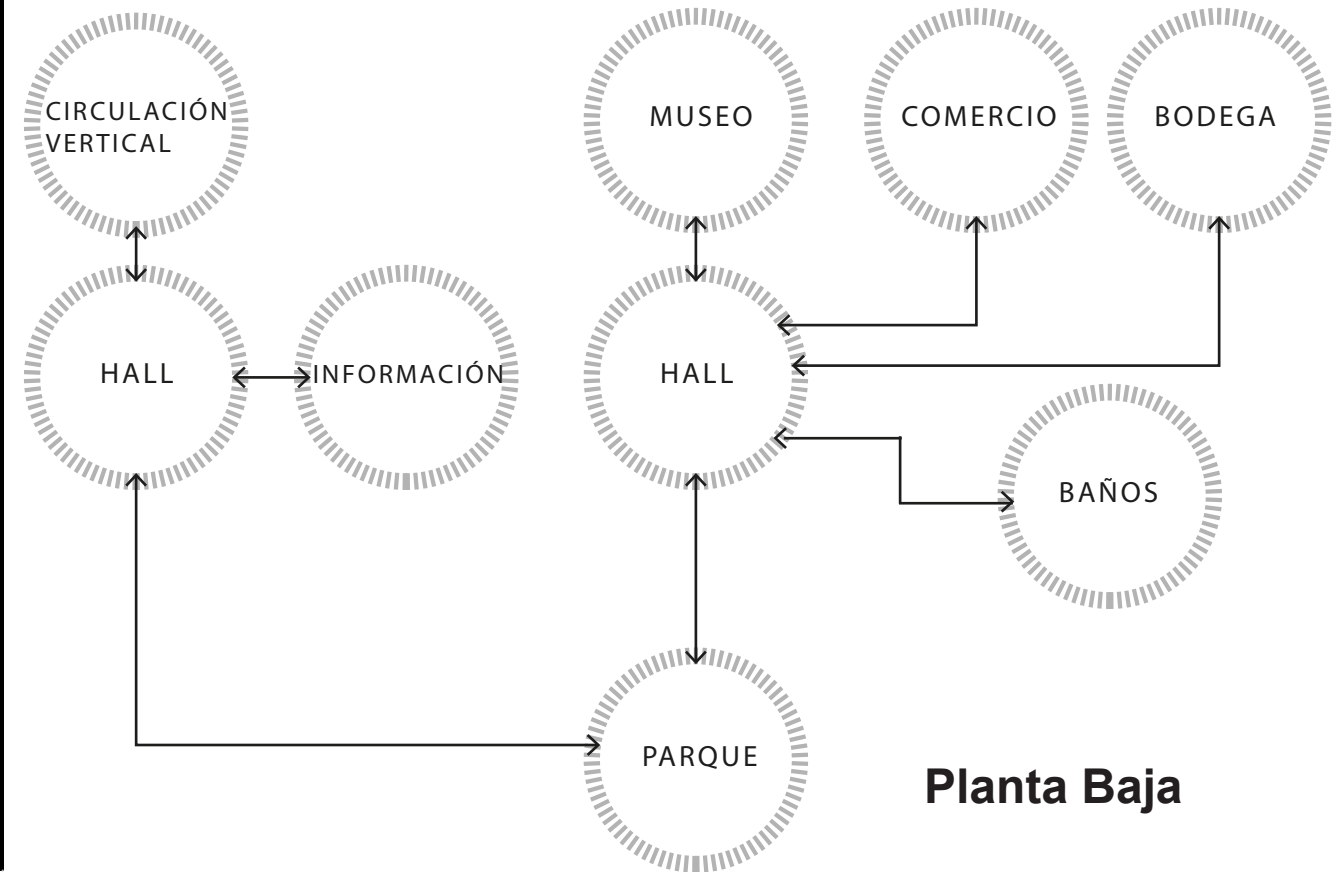 CIRCULACIÓN
VERTICAL
MUSEO
COMERCIO
BODEGA
HALL
INFORMACIÓN
HALL
BAÑOS
PARQUE
Planta Baja